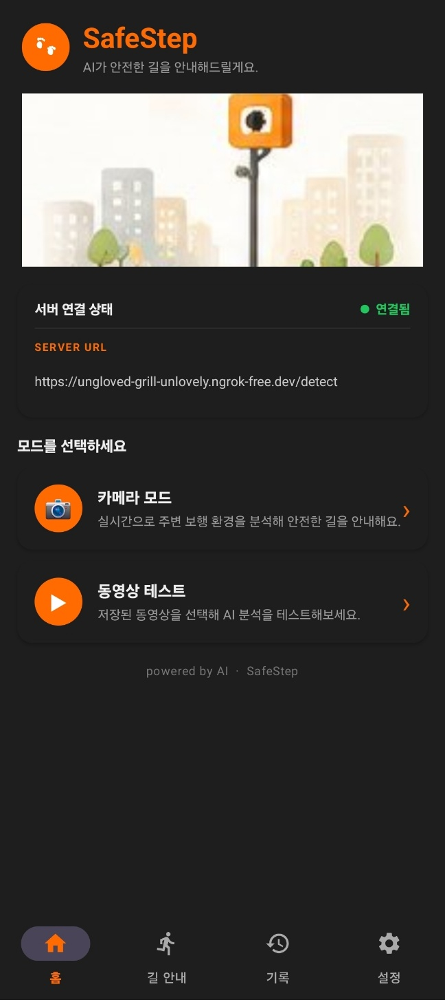 SafeStep
AI가 안전한 길을 안내해드릴게요.
서버 연결 상태
연결됨
SERVER URL
https://ungloved-grill-unlovely.ngrok-free.dev/detect
모드를 선택하세요
카메라 모드
실시간으로 주변 보행 환경을 분석해 안전한 길을 안내해요.
동영상 테스트
저장된 동영상을 선택해 AI 분석을 테스트해보세요.
powered by AI · SafeStep
홈
길 안내
기록
설정